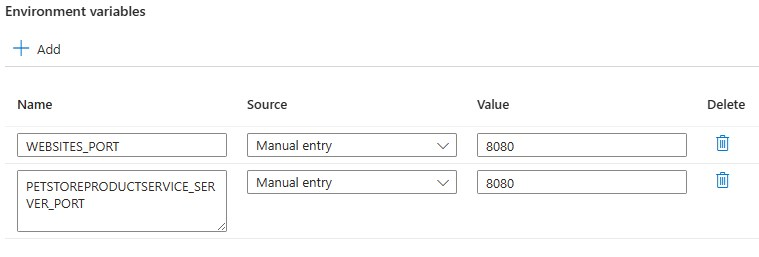 Environment variables
Add
Name Source Value Delete
WEBSITES_PORT Manual entry 8080
PETSTOREPRODUCTSERVICE_SER Manual entry 8080
VER_PORT